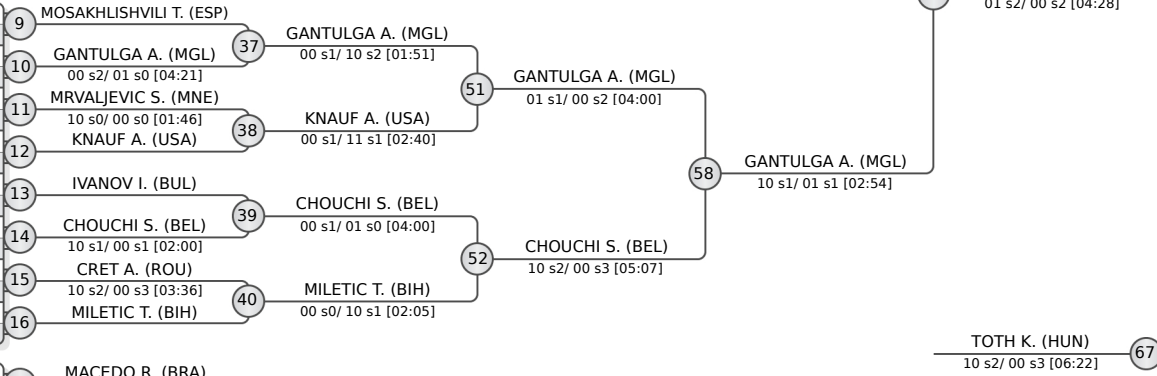 01 s2/ 00 s2 [04:28]
9
MOSAKHLISHVILI T. (ESP)
37
GANTULGA A. (MGL)
00 s1/ 10 s2 [01:51]
10
GANTULGA A. (MGL)
00 s2/ 01 s0 [04:21]
51
GANTULGA A. (MGL)
01 s1/ 00 s2 [04:00]
11
MRVALJEVIC S. (MNE)
10 s0/ 00 s0 [01:46]
38
KNAUF A. (USA)
00 s1/ 11 s1 [02:40]
12
KNAUF A. (USA)
58
GANTULGA A. (MGL)
10 s1/ 01 s1 [02:54]
13
IVANOV I. (BUL)
39
CHOUCHI S. (BEL)
00 s1/ 01 s0 [04:00]
14
CHOUCHI S. (BEL)
10 s1/ 00 s1 [02:00]
52
CHOUCHI S. (BEL)
10 s2/ 00 s3 [05:07]
15
CRET A. (ROU)
10 s2/ 00 s3 [03:36]
40
MILETIC T. (BIH)
00 s0/ 10 s1 [02:05]
16
MILETIC T. (BIH)
TOTH K. (HUN)
10 s2/ 00 s3 [06:22]
67
MACEDO R. (BRA)